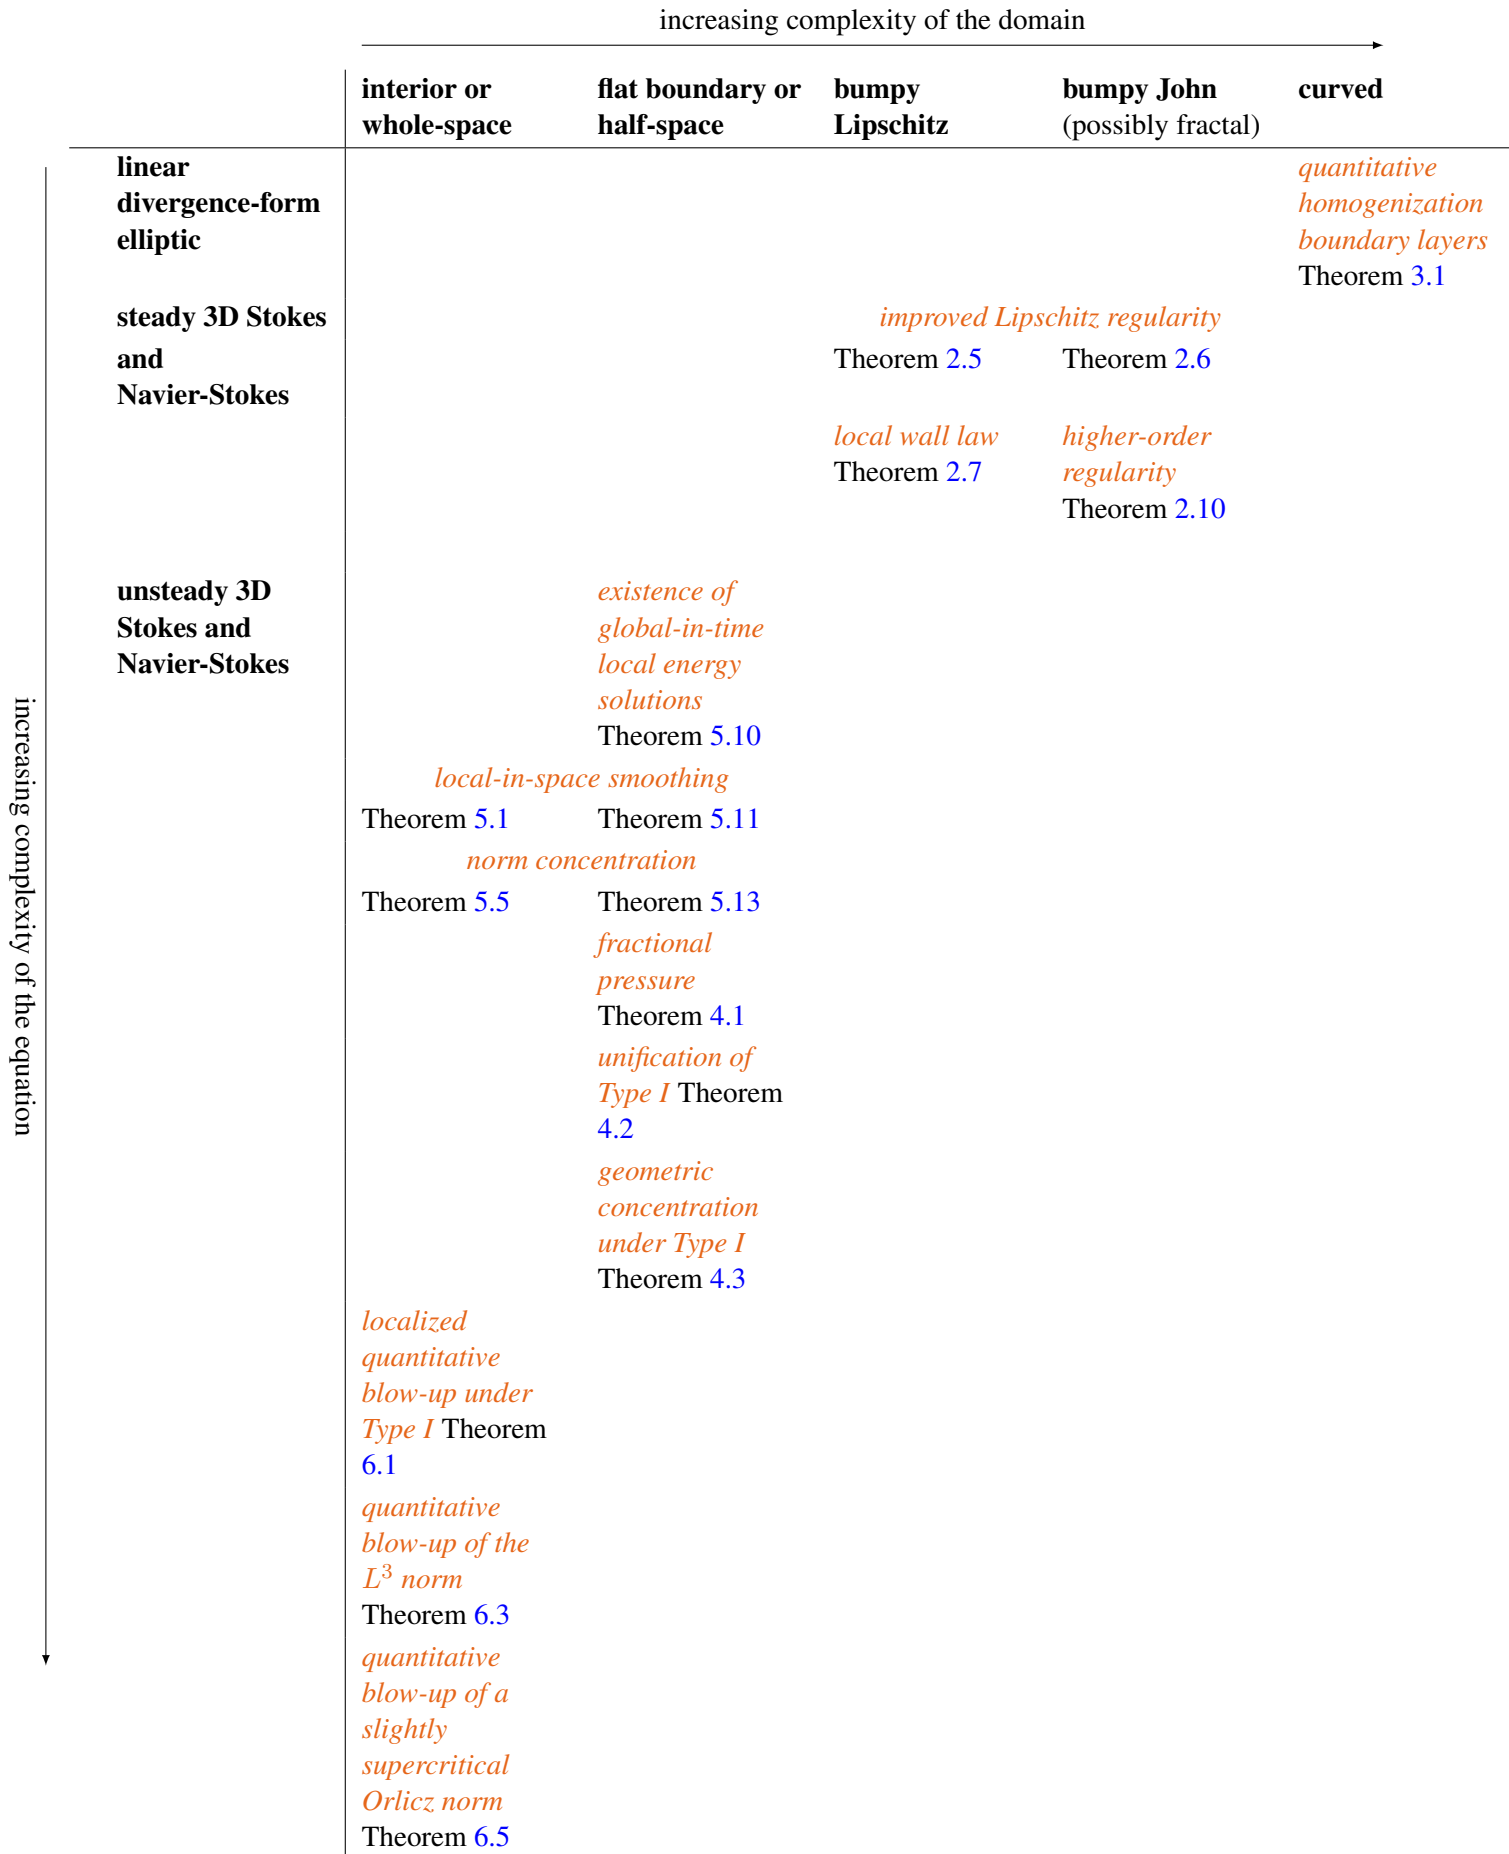 increasing complexity of the domain
interior or whole-space
flat boundary or half-space
bumpy Lipschitz
bumpy John (possibly fractal)
curved
increasing complexity of the equation
linear
divergence-form
elliptic
quantitative
homogenization
boundary layers
Theorem 3.1
steady 3D Stokes
and
Navier-Stokes
improved Lipschitz regularity
Theorem 2.5
Theorem 2.6
local wall law
Theorem 2.7
higher-order
regularity
Theorem 2.10
unsteady 3D
Stokes and
Navier-Stokes
existence of
global-in-time
local energy
solutions
Theorem 5.10
local-in-space smoothing
Theorem 5.1
Theorem 5.11
norm concentration
Theorem 5.5
Theorem 5.13
fractional
pressure
Theorem 4.1
unification of
Type I Theorem
4.2
geometric
concentration
under Type I
Theorem 4.3
localized
quantitative
blow-up under
Type I Theorem
6.1
quantitative
blow-up of the
L³ norm
Theorem 6.3
quantitative
blow-up of a
slightly
supercritical
Orlicz norm
Theorem 6.5